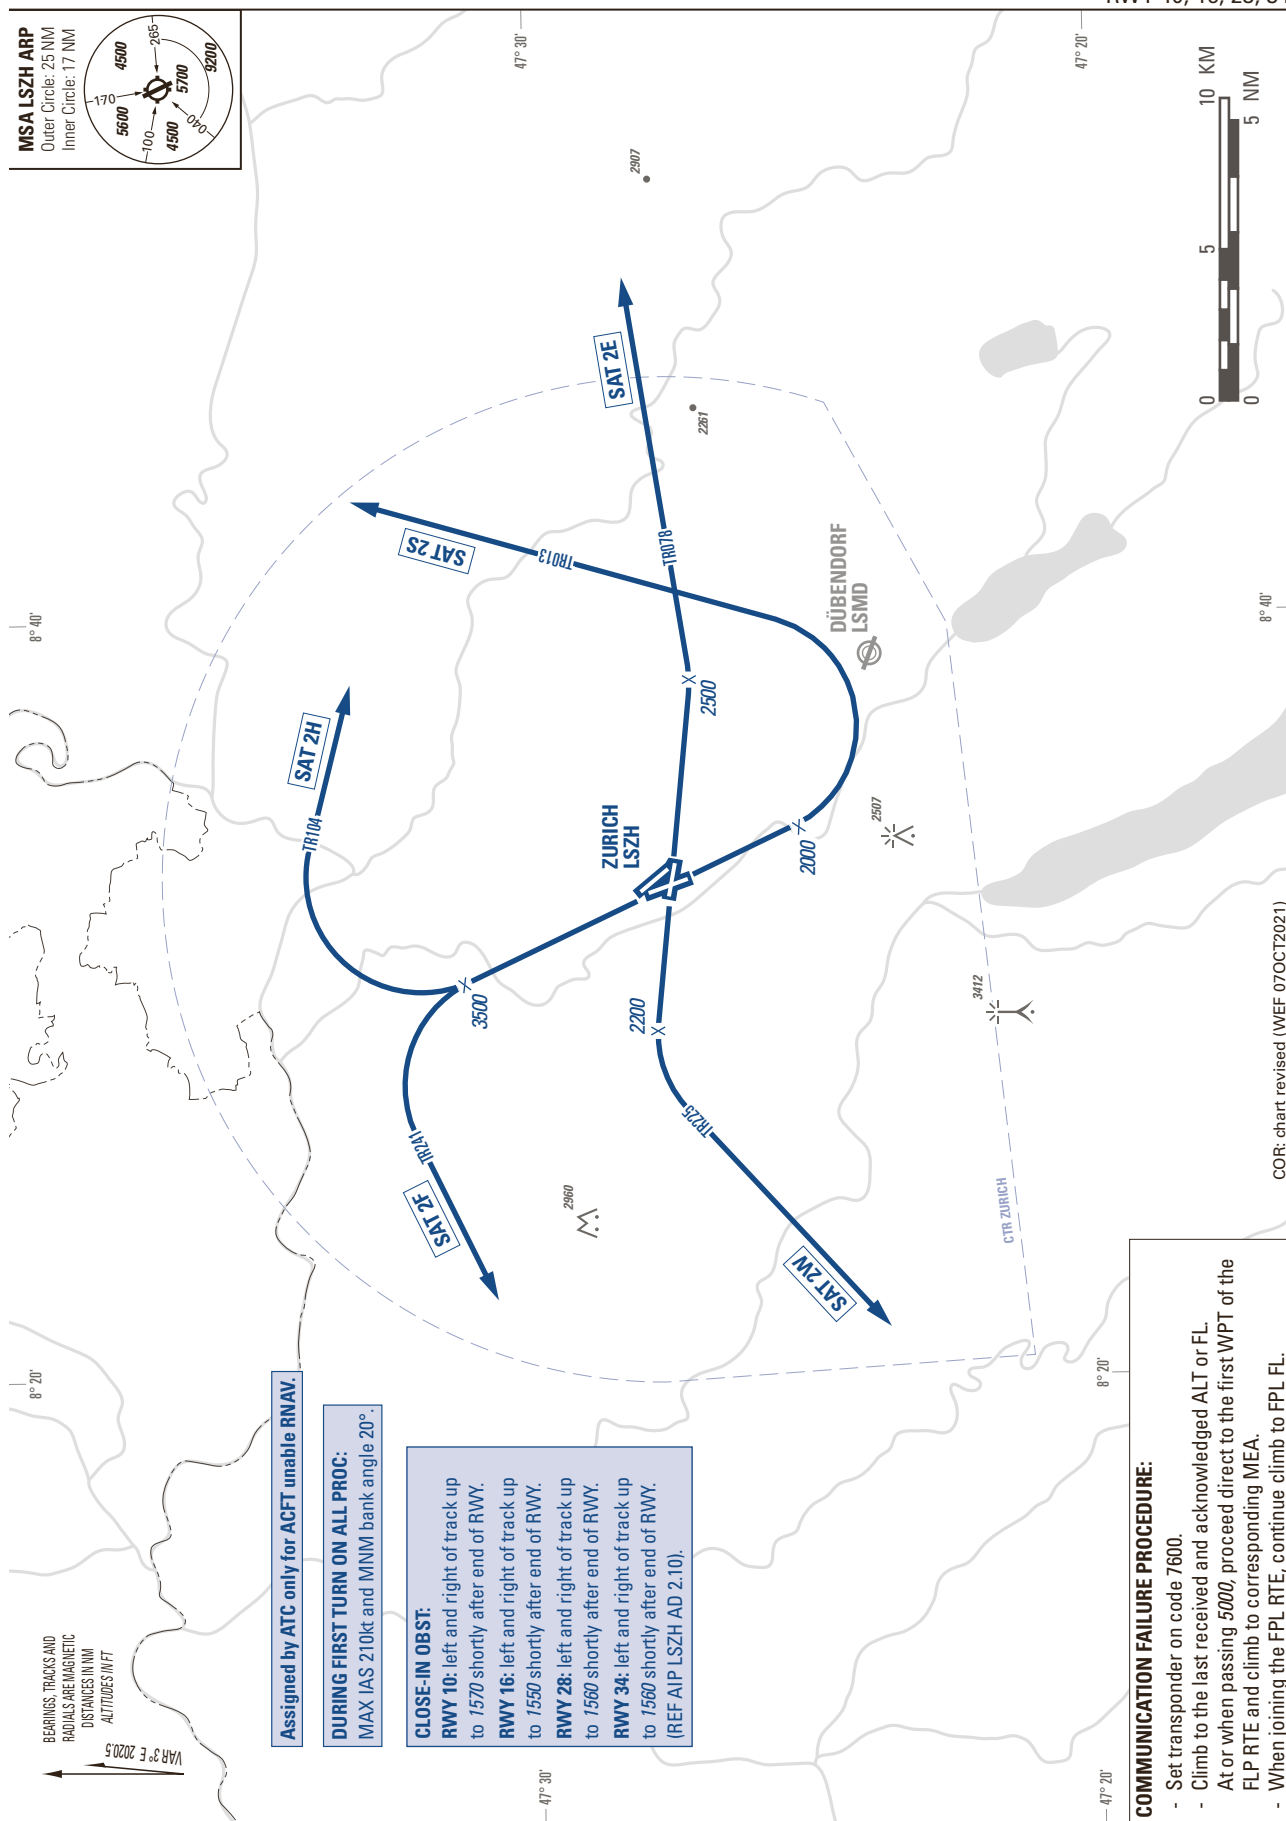 BEARINGS, TRACKS AND
RADIALS ARE MAGNETIC
DISTANCES IN NM
ALTITUDES IN FT
VAR 3° E 2020.5
8° 20'
8° 40'
MSA LSZH ARP
Outer Circle: 25 NM
Inner Circle: 17 NM
170
4500
265
5600
5700
9200
100
4500
040
Assigned by ATC only for ACFT unable RNAV.
DURING FIRST TURN ON ALL PROC:
MAX IAS 210kt and MNM bank angle 20°.
CLOSE-IN OBST:
RWY 10: left and right of track up
to 1570 shortly after end of RWY.
RWY 16: left and right of track up
to 1550 shortly after end of RWY.
RWY 28: left and right of track up
to 1560 shortly after end of RWY.
RWY 34: left and right of track up
to 1560 shortly after end of RWY.
(REF AIP LSZH AD 2.10).
SAT 2H
TR104
SAT 2S
TR013
SAT 2F
TR241
3500
47° 30'
47° 30'
2960
SAT 2E
TR078
2907
2261
ZURICH
LSZH
2200
2500
TR225
SAT 2W
2000
DÜBENDORF
LSMD
2507
3412
CTR ZURICH
47° 20'
47° 20'
8° 20'
8° 40'
0
5
10 KM
0
5 NM
COMMUNICATION FAILURE PROCEDURE:
- Set transponder on code 7600.
- Climb to the last received and acknowledged ALT or FL.
At or when passing 5000, proceed direct to the first WPT of the
FLP RTE and climb to corresponding MEA.
- When joining the FPL RTE, continue climb to FPL FL.
COR: chart revised (WEF 07OCT2021)